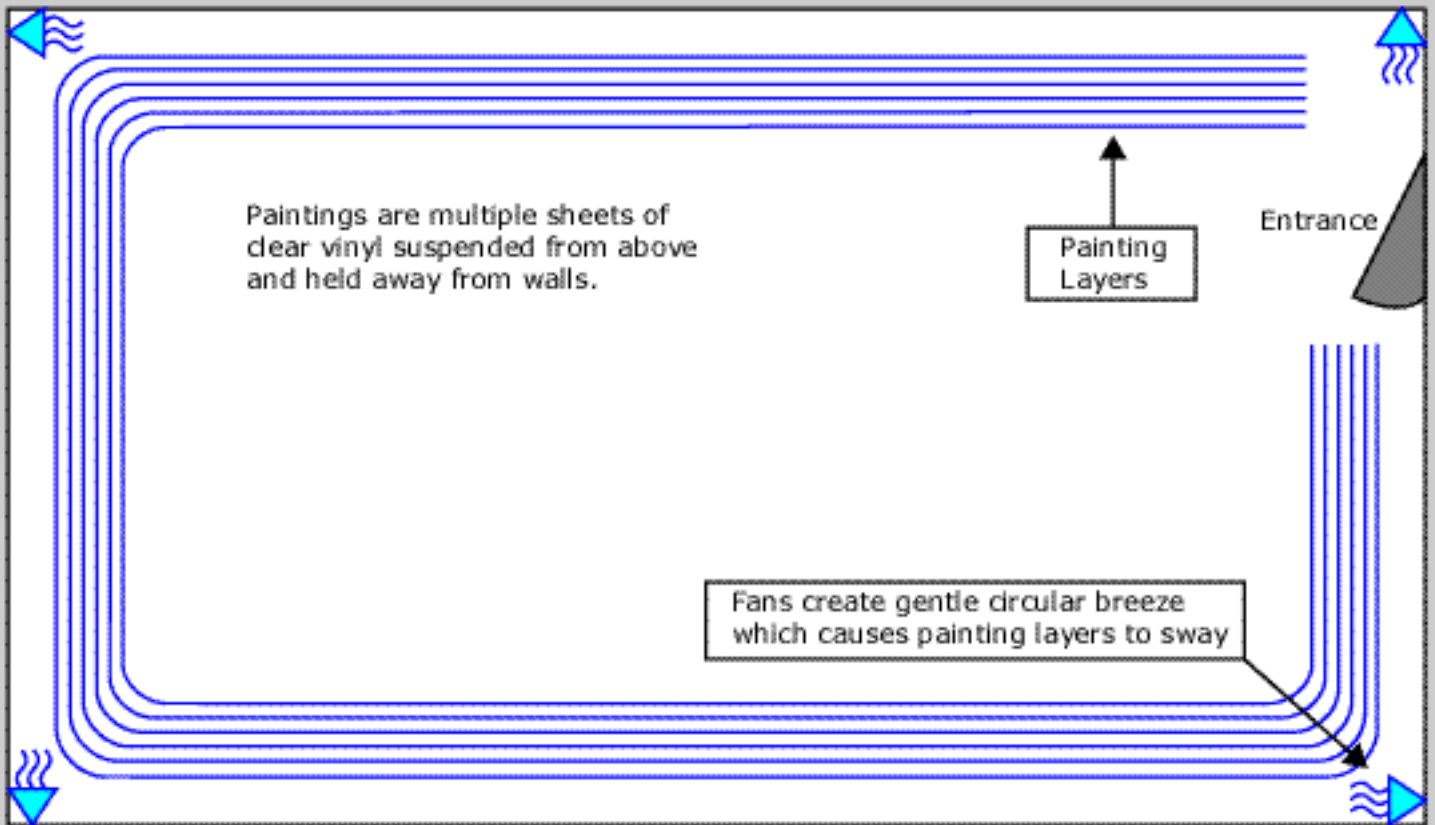 Paintings are multiple sheets of
clear vinyl suspended from above
and held away from walls.
Entrance
Painting
Layers
Fans create gentle circular breeze
which causes painting layers to sway